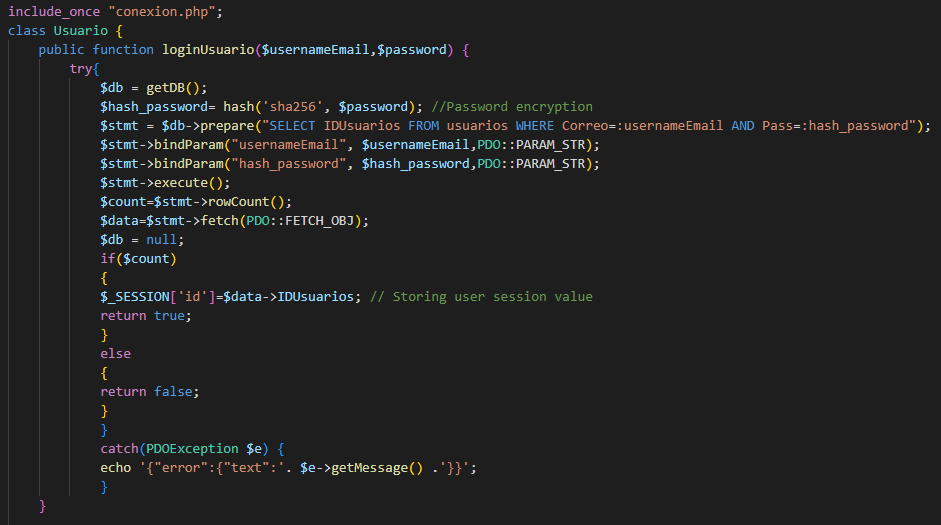 include_once "conexion.php";
class Usuario {
public function loginUsuario($usernameEmail,$password) {
try{
$db = getDB();
$hash_password= hash('sha256', $password); //Password encryption
$stmt = $db->prepare("SELECT IDUsuarios FROM usuarios WHERE Correo=:usernameEmail AND Pass=:hash_password");
$stmt->bindParam("usernameEmail", $usernameEmail,PDO::PARAM_STR);
$stmt->bindParam("hash_password", $hash_password,PDO::PARAM_STR);
$stmt->execute();
$count=$stmt->rowCount();
$data=$stmt->fetch(PDO::FETCH_OBJ);
$db = null;
if($count)
{
$_SESSION['id']=$data->IDUsuarios; // Storing user session value
return true;
}
else
{
return false;
}
}
catch(PDOException $e) {
echo '{"error":{"text":'. $e->getMessage() .'}}';
}
}